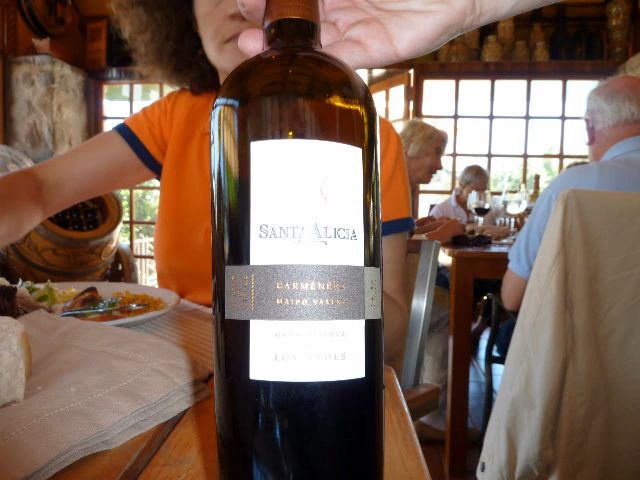 SANTA ALICIA
CARMÉNÈRE
MAIPO VALLEY
GRAN RESERVA
LOS ANDES